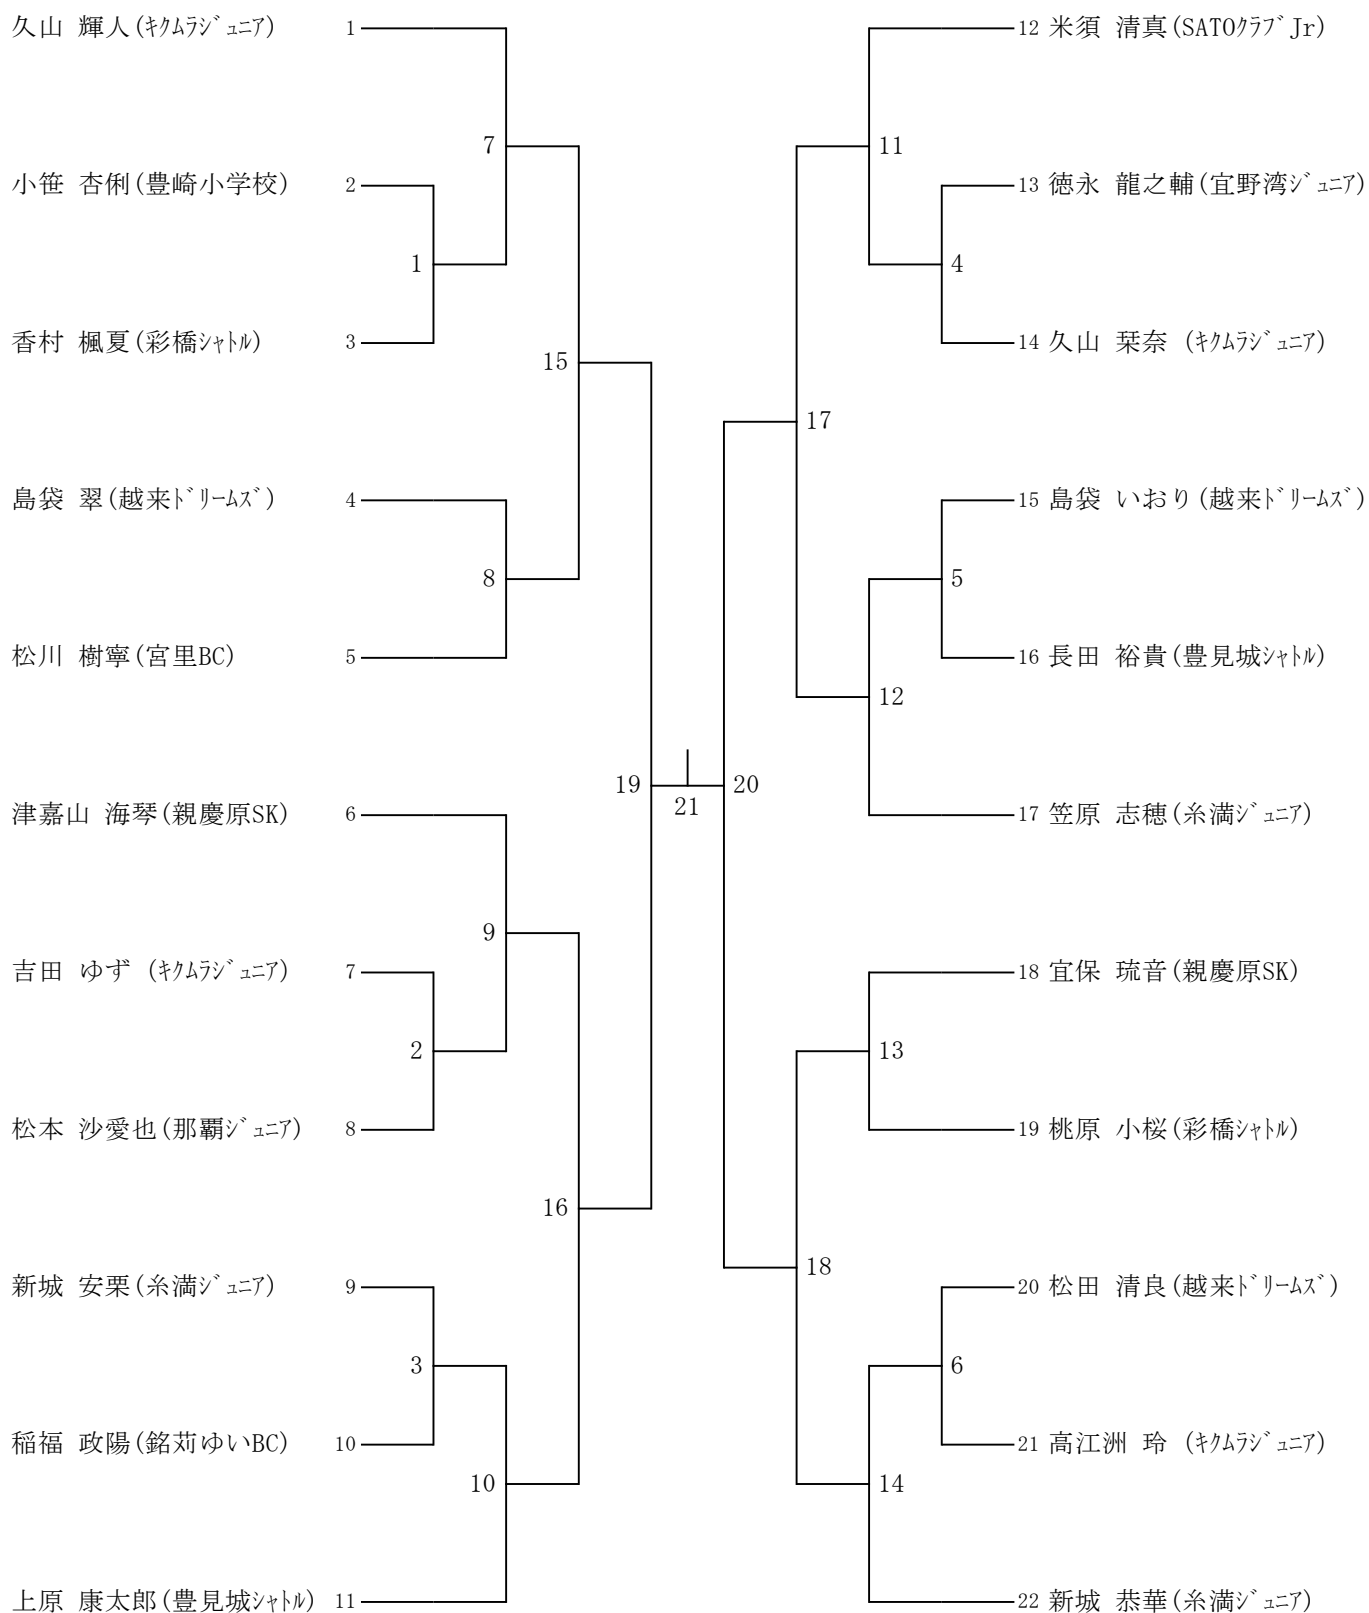 久山 輝人(ｷｸﾑﾗｼﾞｭﾆｱ) 1
小笹 杏俐(豊崎小学校) 2
香村 楓夏(彩橋ｼｬﾄﾙ) 3
島袋 翠(越来ﾄﾞﾘｰﾑｽﾞ) 4
松川 樹寧(宮里BC) 5
津嘉山 海琴(親慶原SK) 6
吉田 ゆず (ｷｸﾑﾗｼﾞｭﾆｱ) 7
松本 沙愛也(那覇ｼﾞｭﾆｱ) 8
新城 安栗(糸満ｼﾞｭﾆｱ) 9
稲福 政陽(銘苅ゆいBC) 10
上原 康太郎(豊見城ｼｬﾄﾙ) 11
7
1
15
8
19
9
2
16
3
10
21
20
11
4
17
5
12
13
18
6
14
12 米須 清真(SATOｸﾗﾌﾞJr)
13 徳永 龍之輔(宜野湾ｼﾞｭﾆｱ)
14 久山 栞奈 (ｷｸﾑﾗｼﾞｭﾆｱ)
15 島袋 いおり(越来ﾄﾞﾘｰﾑｽﾞ)
16 長田 裕貴(豊見城ｼｬﾄﾙ)
17 笠原 志穂(糸満ｼﾞｭﾆｱ)
18 宜保 琉音(親慶原SK)
19 桃原 小桜(彩橋ｼｬﾄﾙ)
20 松田 清良(越来ﾄﾞﾘｰﾑｽﾞ)
21 高江洲 玲 (ｷｸﾑﾗｼﾞｭﾆｱ)
22 新城 恭華(糸満ｼﾞｭﾆｱ)